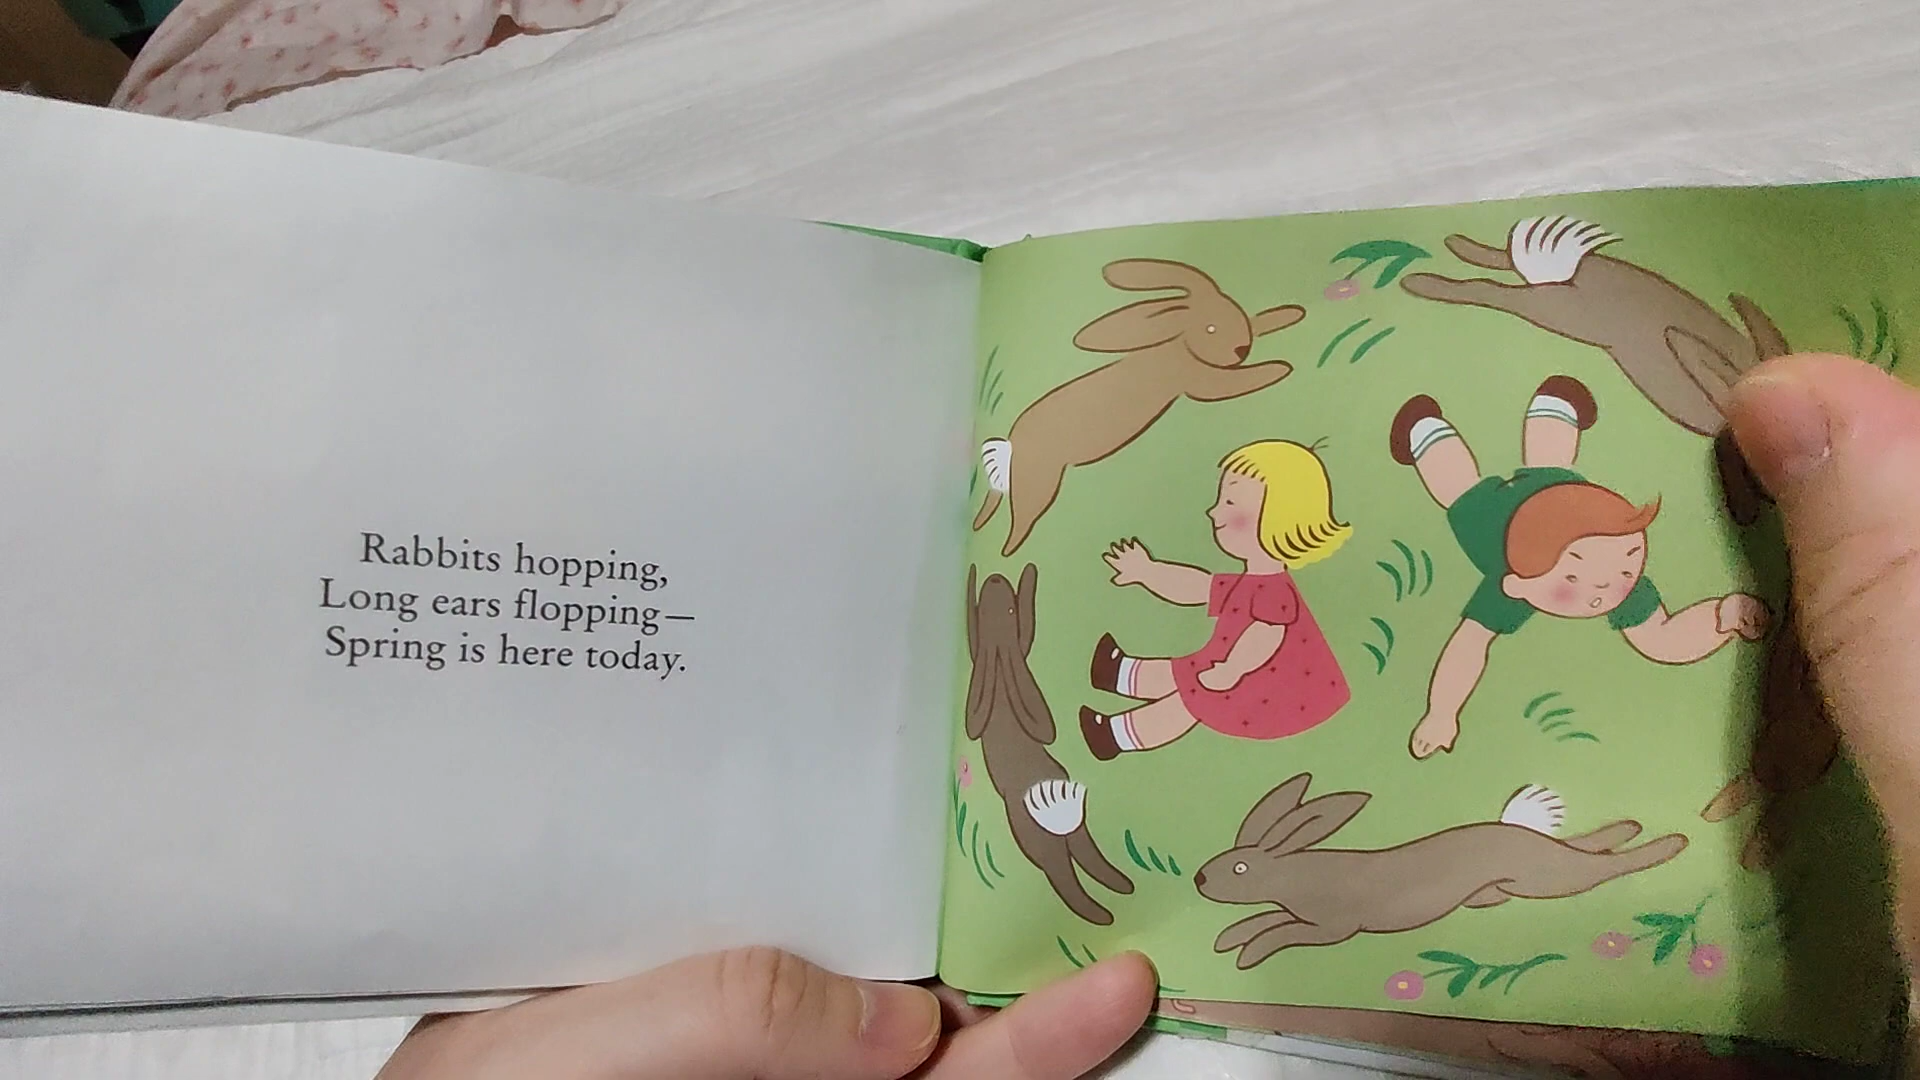 Rabbits hopping,
Long ears flopping—
Spring is here today.